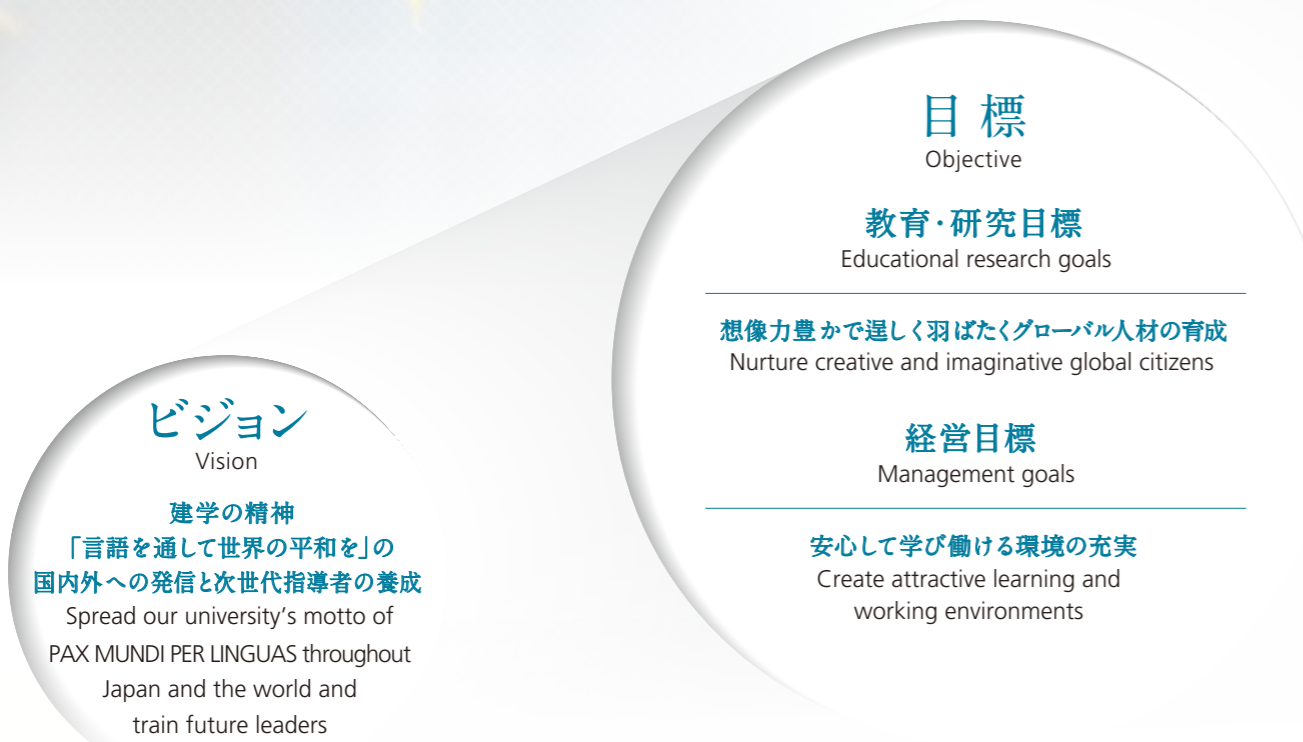 目標
Objective
教育・研究目標
Educational research goals
想像力豊かで逞しく羽ばたくグローバル人材の育成
Nurture creative and imaginative global citizens
経営目標
Management goals
安心して学び働ける環境の充実
Create attractive learning and
working environments
ビジョン
Vision
建学の精神
「言語を通して世界の平和を」の
国内外への発信と次世代指導者の養成
Spread our university's motto of
PAX MUNDI PER LINGUAS throughout
Japan and the world and
train future leaders